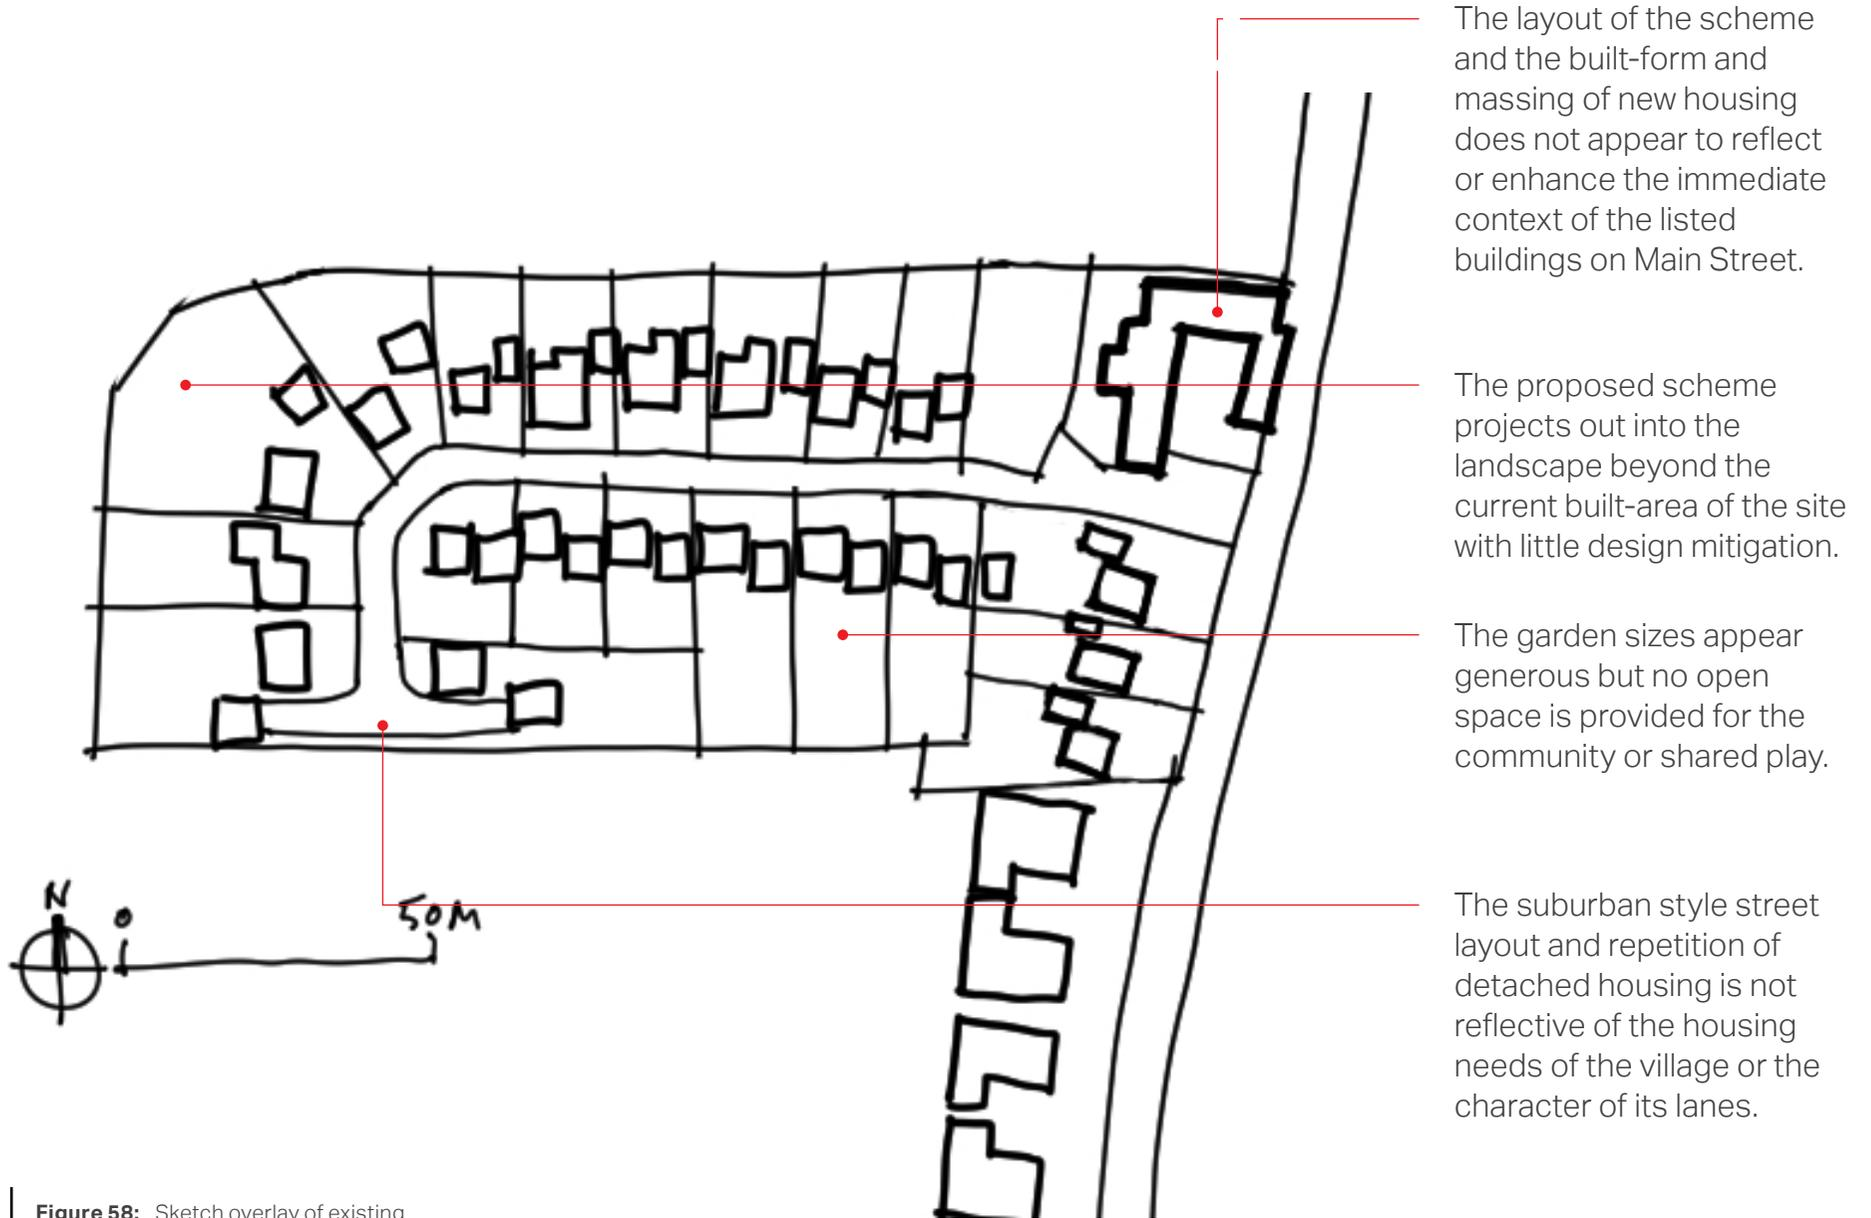 The layout of the scheme
and the built-form and
massing of new housing
does not appear to reflect
or enhance the immediate
context of the listed
buildings on Main Street.
The proposed scheme
projects out into the
landscape beyond the
current built-area of the site
with little design mitigation.
The garden sizes appear
generous but no open
space is provided for the
community or shared play.
The suburban style street
layout and repetition of
detached housing is not
reflective of the housing
needs of the village or the
character of its lanes.
N
0
50M
Figure 58: Sketch overlay of existing